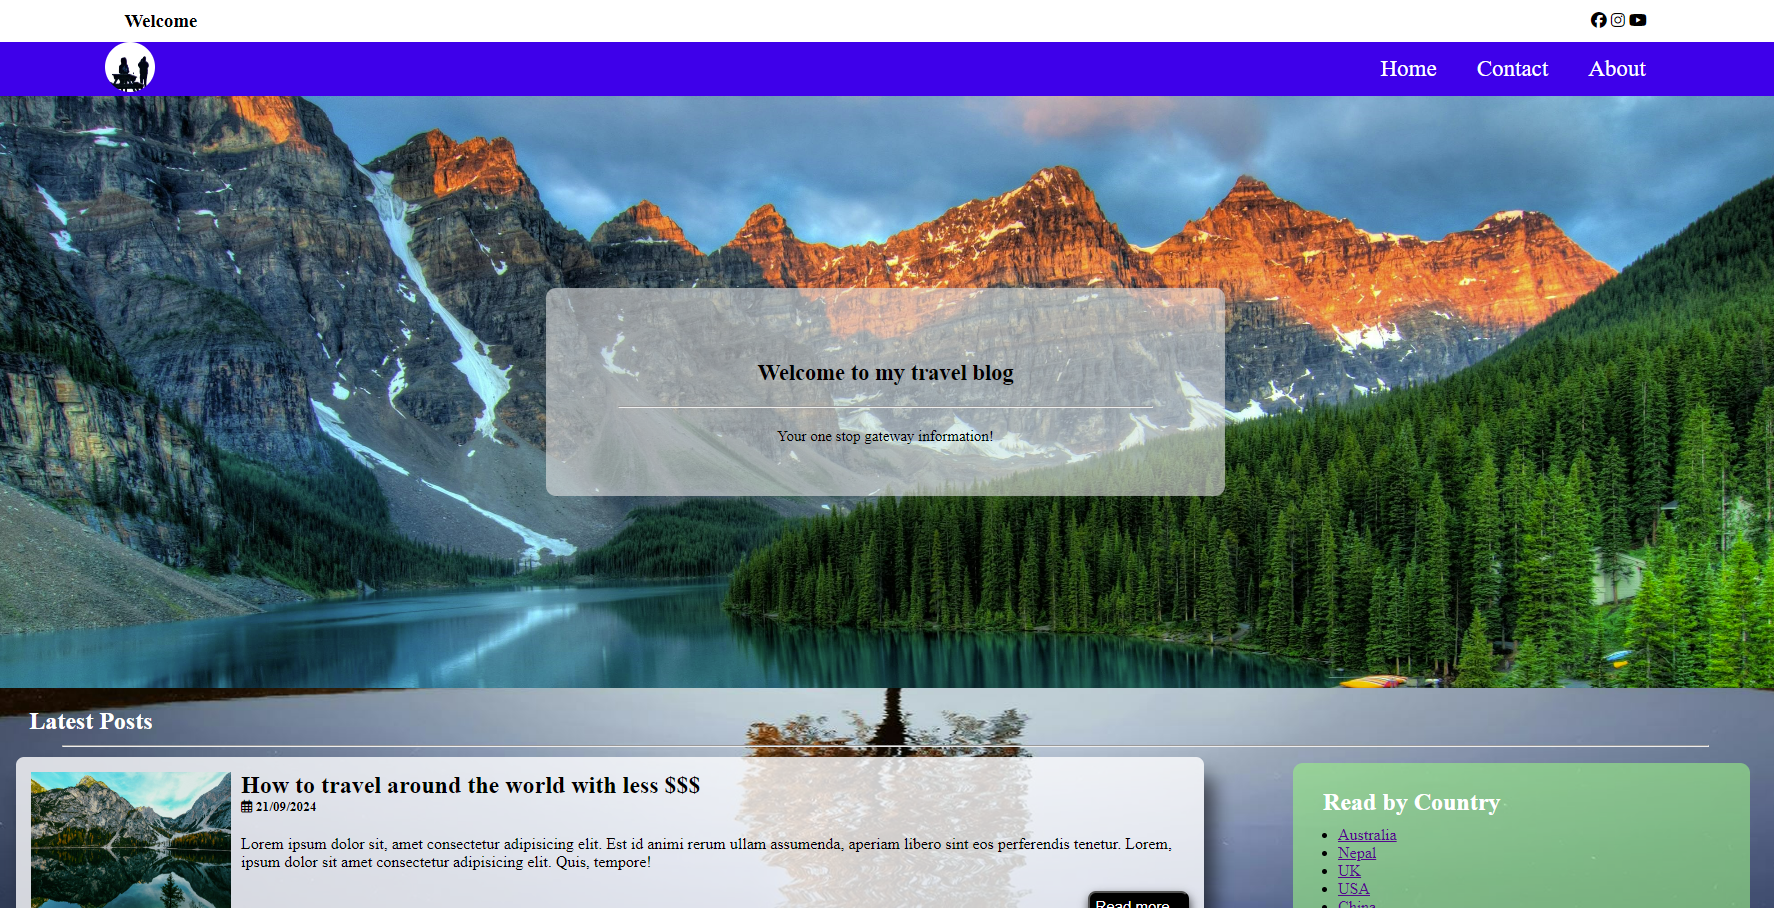 Welcome
Home Contact About
Welcome to my travel blog
Your one stop gateway information!
Latest Posts
How to travel around the world with less $$$
21/09/2024
Lorem ipsum dolor sit, amet consectetur adipisicing elit. Est id animi rerum ullam assumenda, aperiam libero sint eos perferendis tenetur. Lorem,
ipsum dolor sit amet consectetur adipisicing elit. Quis, tempore!
Read more...
Read by Country
Australia
Nepal
UK
USA
China